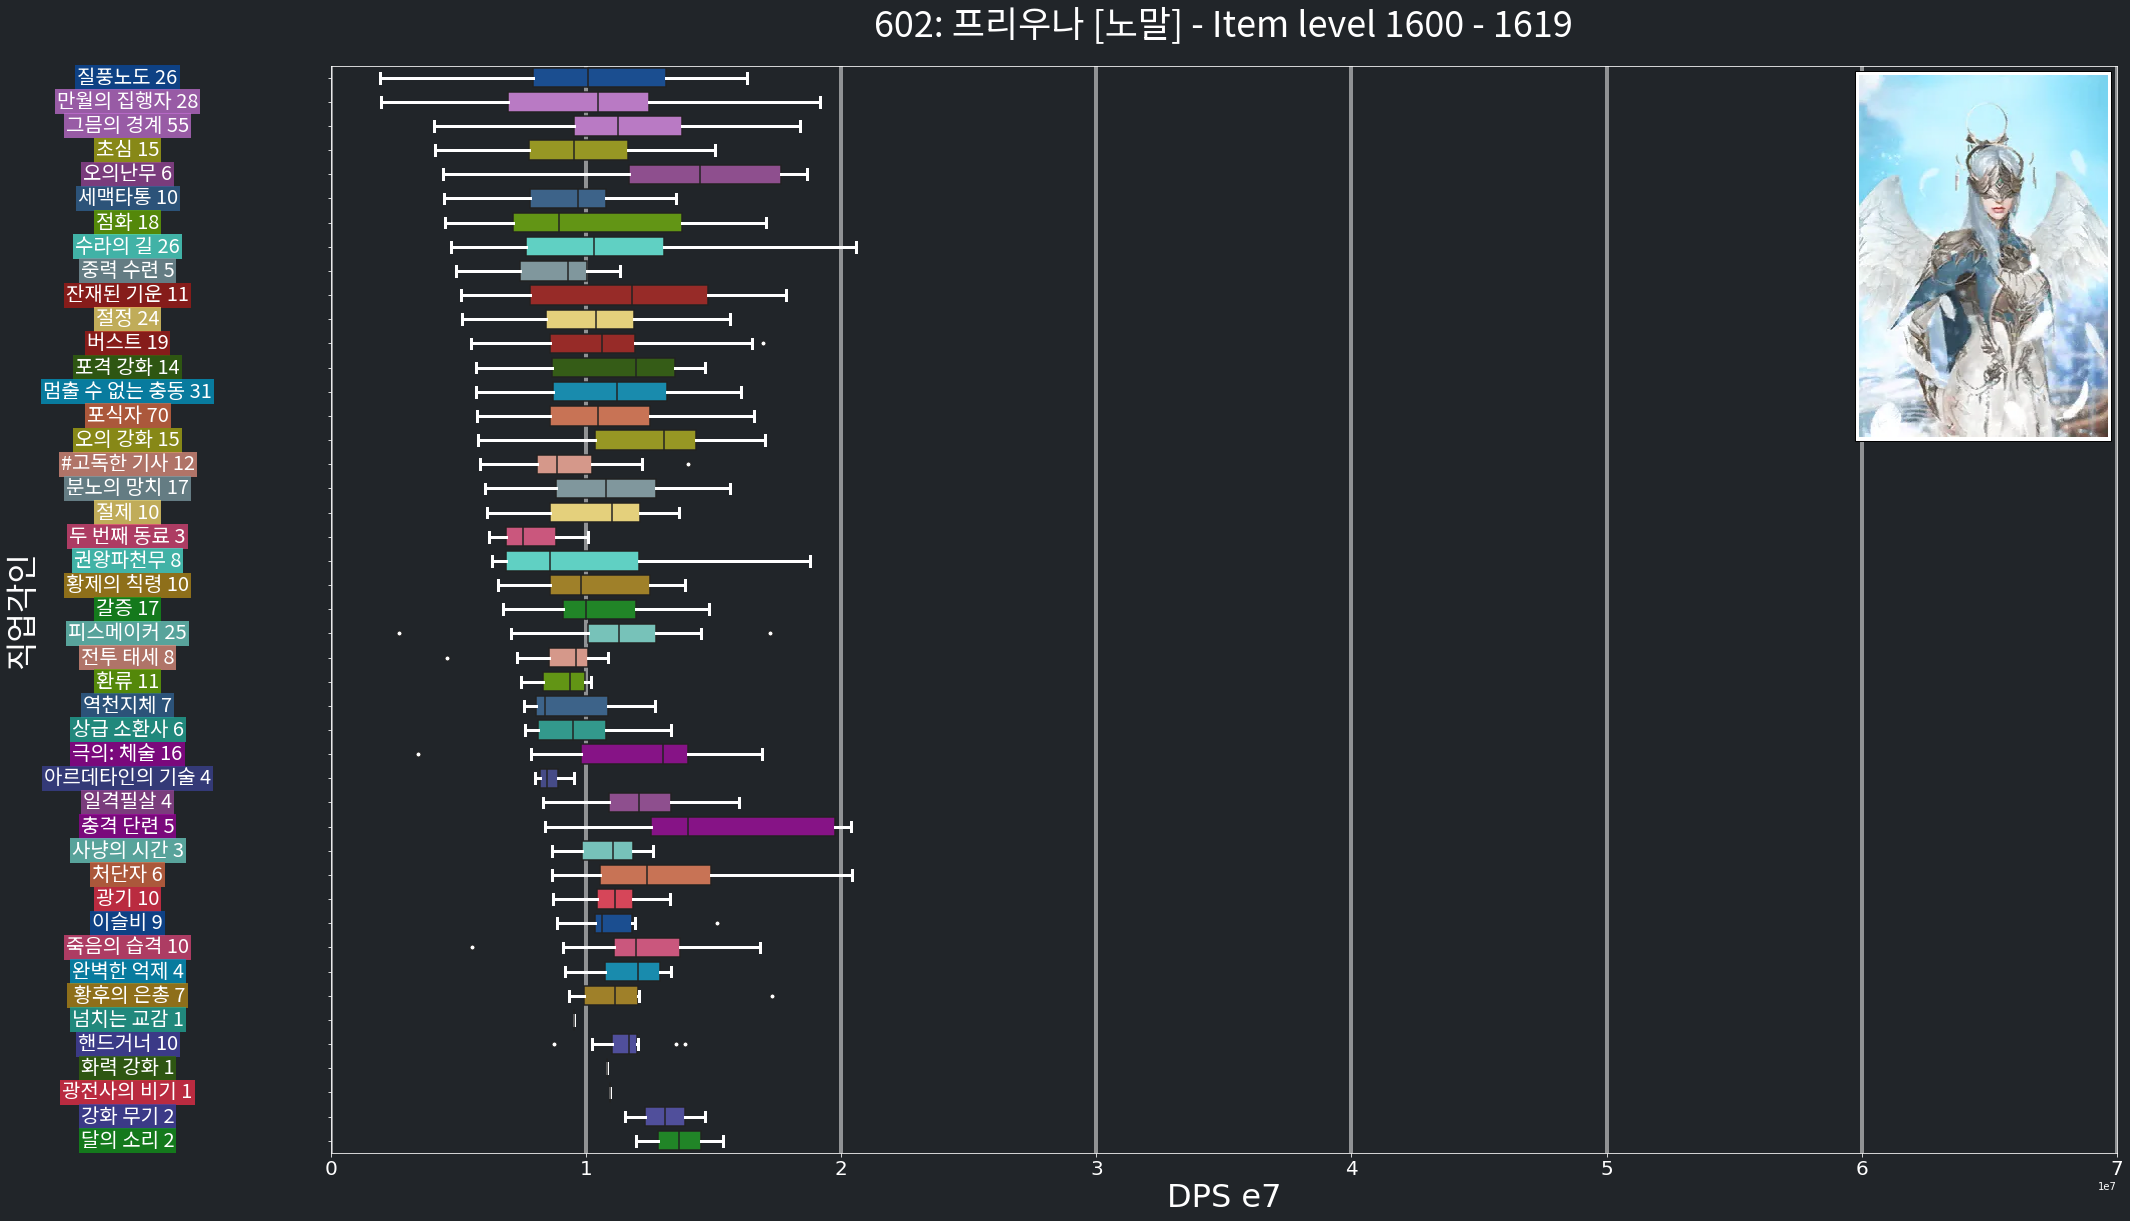 602: 프리우나 [노말] - Item level 1600 - 1619
질풍노도 26
만월의 집행자 28
그믐의 경계 55
초심 15
오의난무 6
세맥타통 10
점화 18
수라의 길 26
중력 수련 5
잔재된 기운 11
절정 24
버스트 19
포격 강화 14
멈출 수 없는 충동 31
포식자 70
오의 강화 15
#고독한 기사 12
분노의 망치 17
절제 10
두 번째 동료 3
권왕파천무 8
황제의 칙령 10
갈증 17
피스메이커 25
전투 태세 8
환류 11
역천지체 7
상급 소환사 6
극의: 체술 16
아르데타인의 기술 4
일격필살 4
충격 단련 5
사냥의 시간 3
처단자 6
광기 10
이슬비 9
죽음의 습격 10
완벽한 억제 4
황후의 은총 7
넘치는 교감 1
핸드거너 10
화력 강화 1
광전사의 비기 1
강화 무기 2
달의 소리 2
직업각인
0 1 2 3 4 5 6 7
1e7
DPS e7